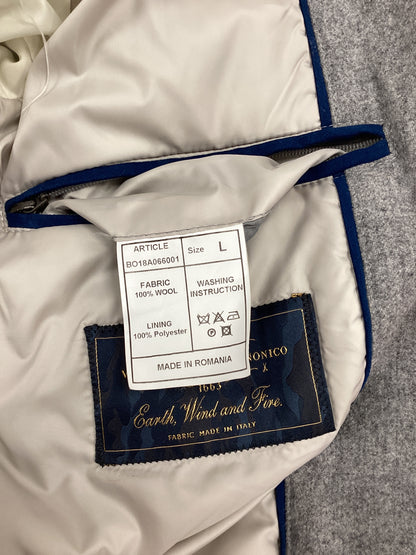 ARTICLE
BO18A066001
Size L
FABRIC
100% WOOL
WASHING
INSTRUCTION
LINING
100% Polyester
MADE IN ROMANIA
1663
Earth, Wind and Fire.
FABRIC MADE IN ITALY